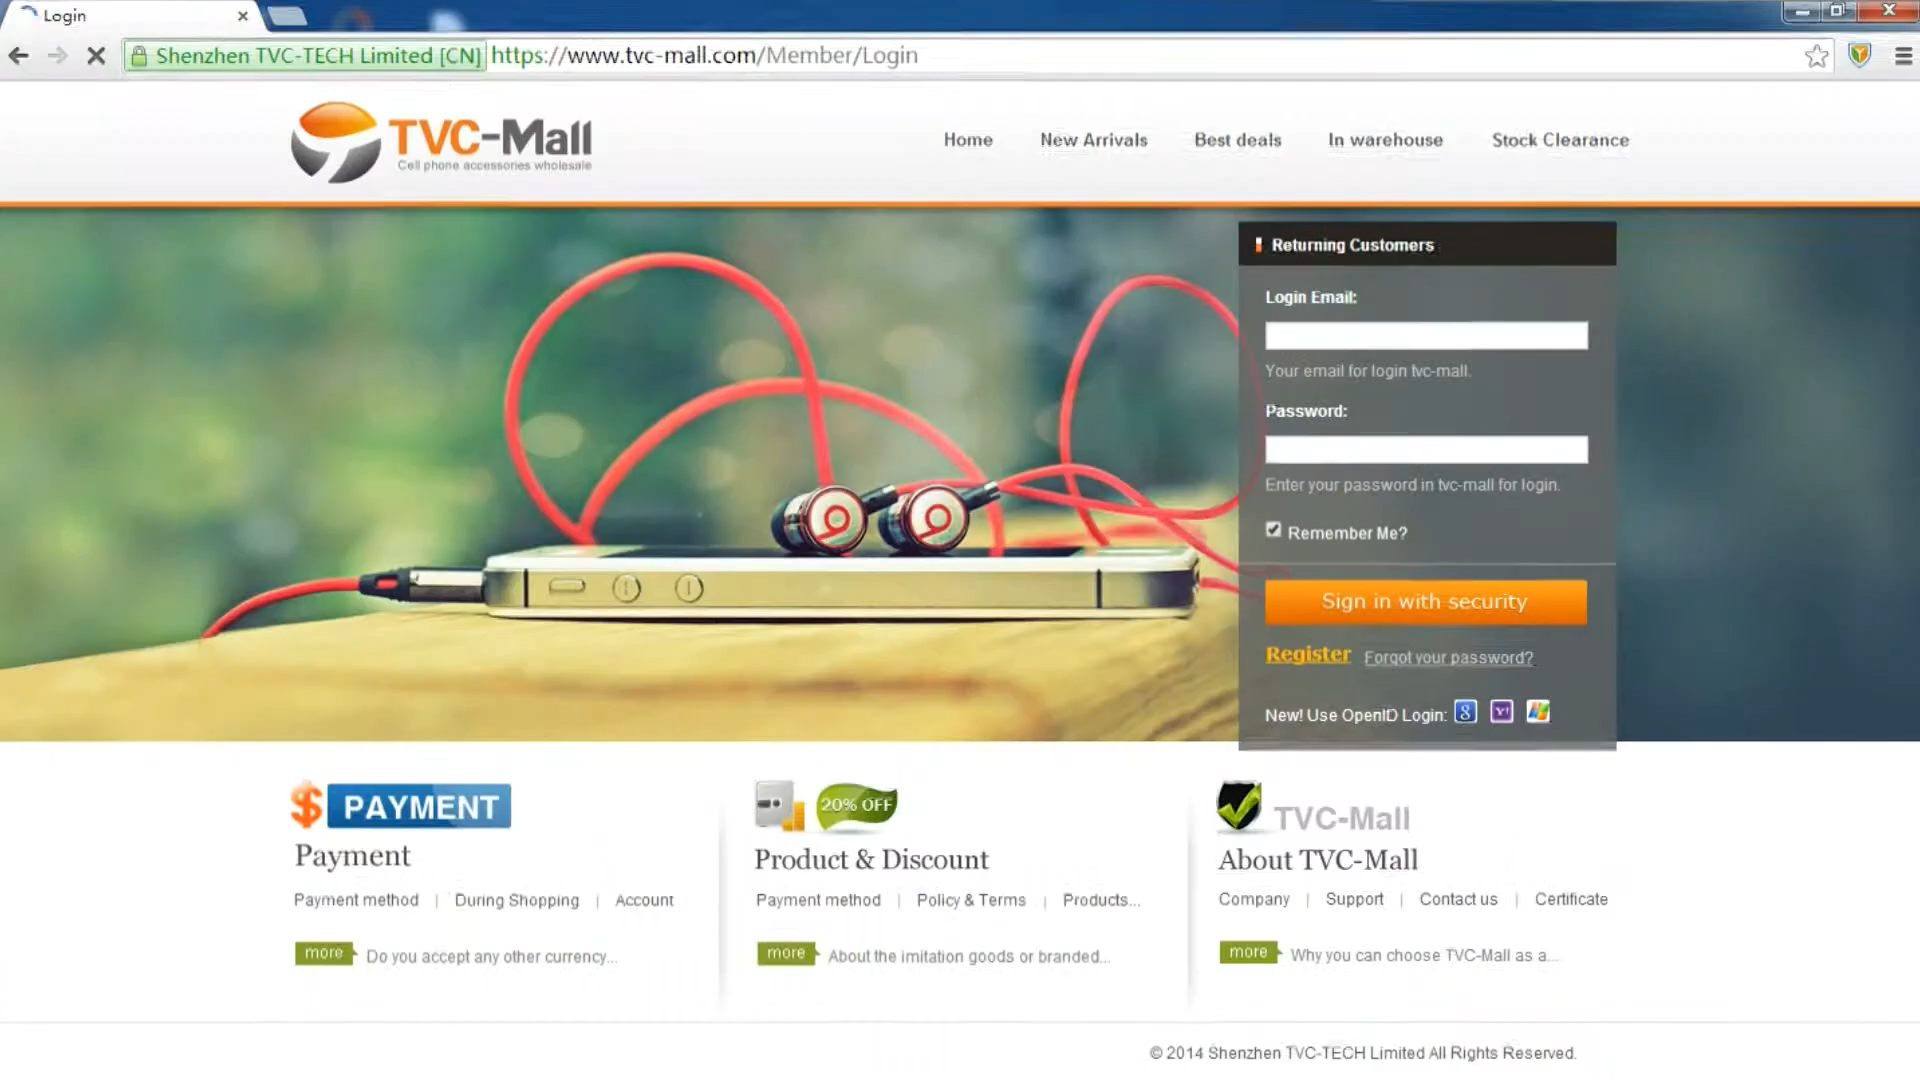 Login
Shenzhen TVC-TECH Limited [CN] https://www.tvc-mall.com/Member/Login
TVC-Mall
Cell phone accessories wholesale
Home New Arrivals Best deals In warehouse Stock Clearance
Returning Customers
Login Email:
Your email for login tvc-mall.
Password:
Enter your password in tvc-mall for login.
Remember Me?
Sign in with security
Register Forgot your password?
New! Use OpenID Login:
$ PAYMENT
Payment
Payment method | During Shopping | Account
more Do you accept any other currency...
20% OFF
Product & Discount
Payment method | Policy & Terms | Products...
more About the imitation goods or branded...
TVC-Mall
About TVC-Mall
Company | Support | Contact us | Certificate
more Why you can choose TVC-Mall as a...
© 2014 Shenzhen TVC-TECH Limited All Rights Reserved.